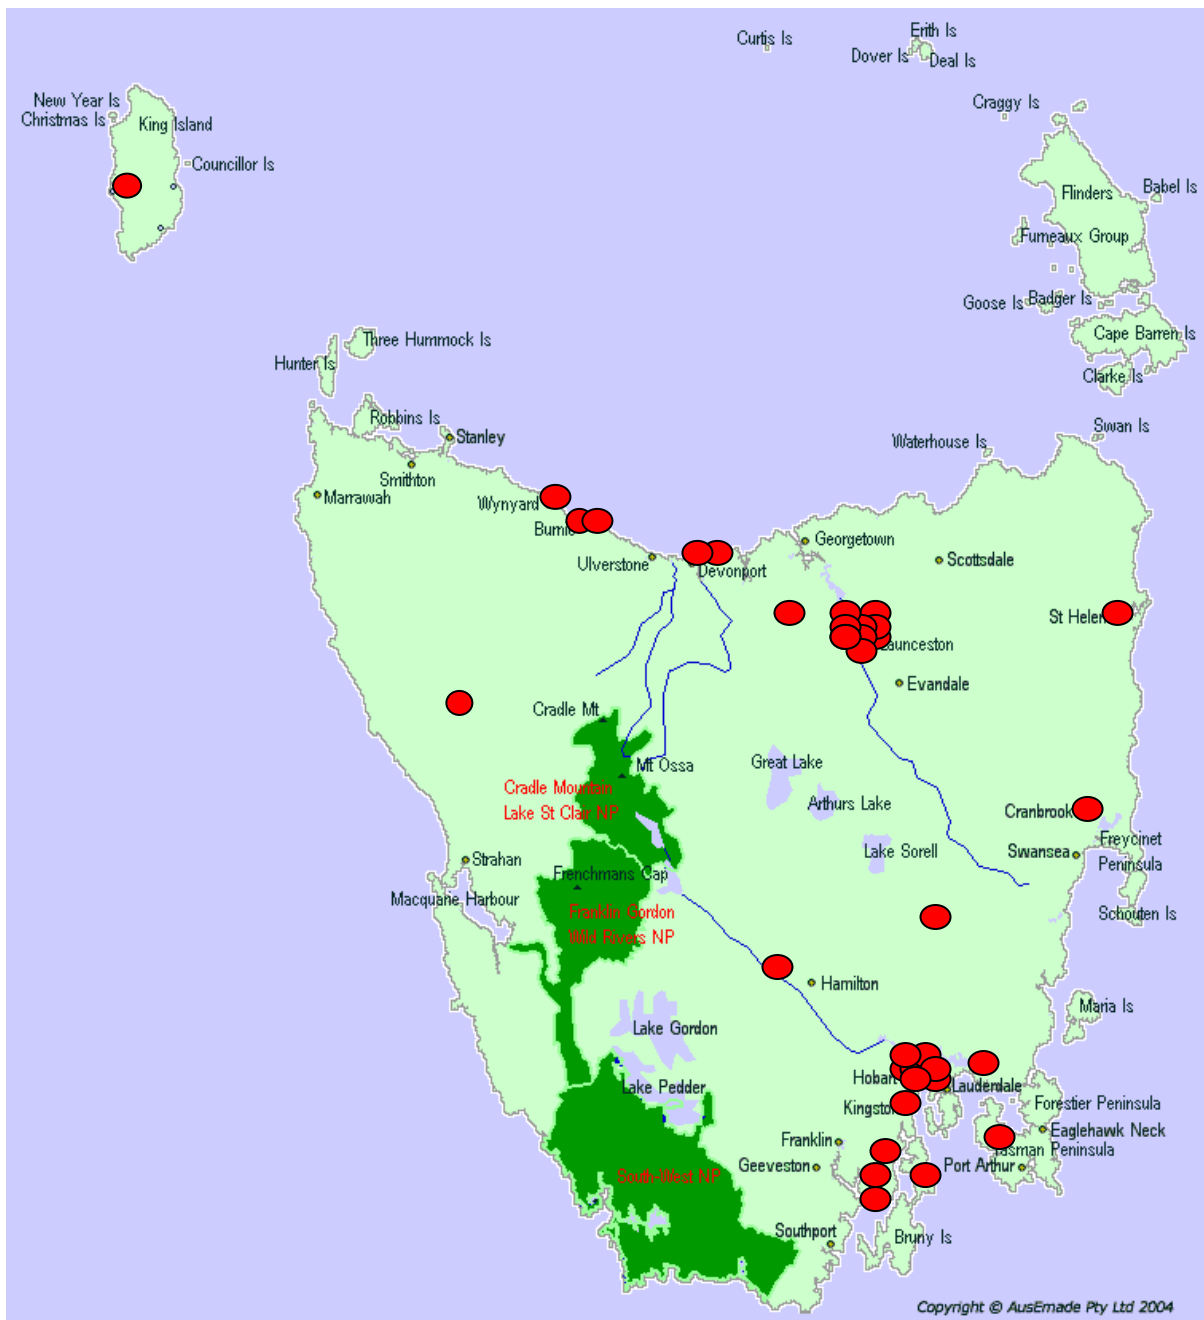 Erith Is
Curtis Is
Dover Is
Deal Is
New Year Is
Christmas Is
King Island
Craggy Is
Councillor Is
Babel Is
Flinders
Furneaux Group
Goose Is
Badger Is
Cape Barren Is
Three Hummock Is
Hunter Is
Clarke Is
Robbins Is
Stanley
Swan Is
Waterhouse Is
Smithton
Marrawah
Wynyard
Burnie
Georgetown
Ulverstone
Devonport
Scottsdale
St Helen
Launceston
Evandale
Cradle Mt
Mt Ossa
Great Lake
Cradle Mountain
Lake St Clair NP
Arthurs Lake
Cranbrook
Freycinet
Peninsula
Lake Sorell
Swansea
Strahan
Frenchmans Cap
Macquarie Harbour
Franklin Gordon
Wild Rivers NP
Schouten Is
Hamilton
Maria Is
Lake Gordon
Hobart
Lauderdale
Lake Pedder
Kingston
Forestier Peninsula
Eaglehawk Neck
Franklin
Tasman Peninsula
Geeveston
Port Arthur
South-West NP
Southport
Bruny Is
Copyright © AusEmade Pty Ltd 2004